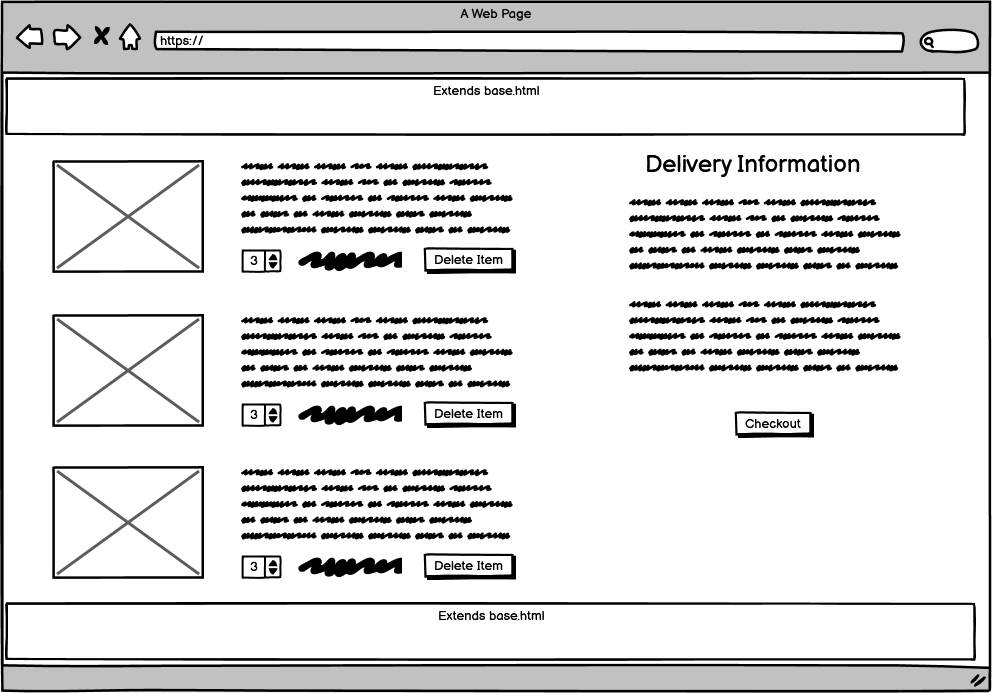 A Web Page
https://
Extends base.html
Delivery Information
3
Delete Item
3
Delete Item
Checkout
3
Delete Item
Extends base.html